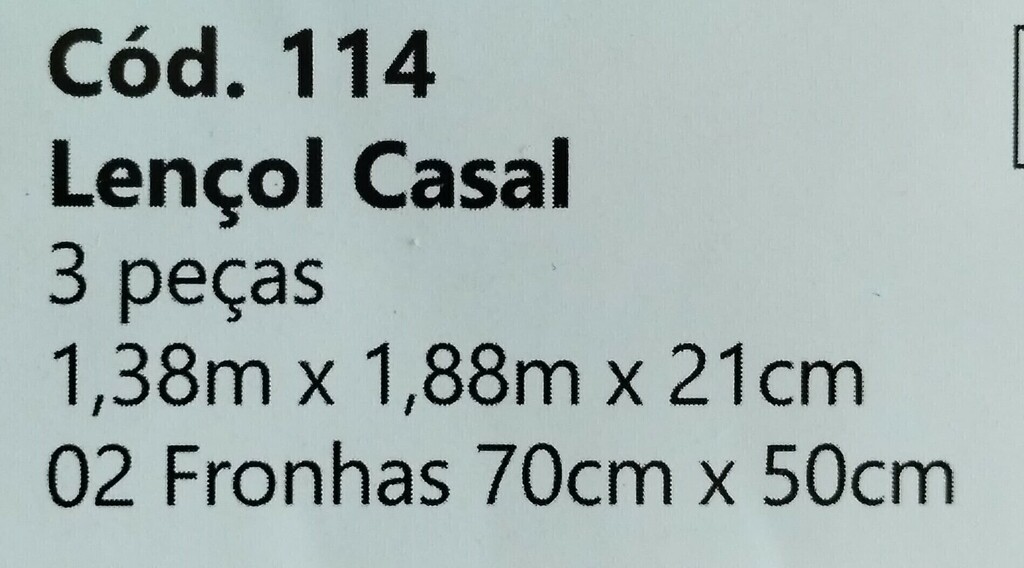 Cód. 114
Lençol Casal
3 peças
1,38m x 1,88m x 21cm
02 Fronhas 70cm x 50cm